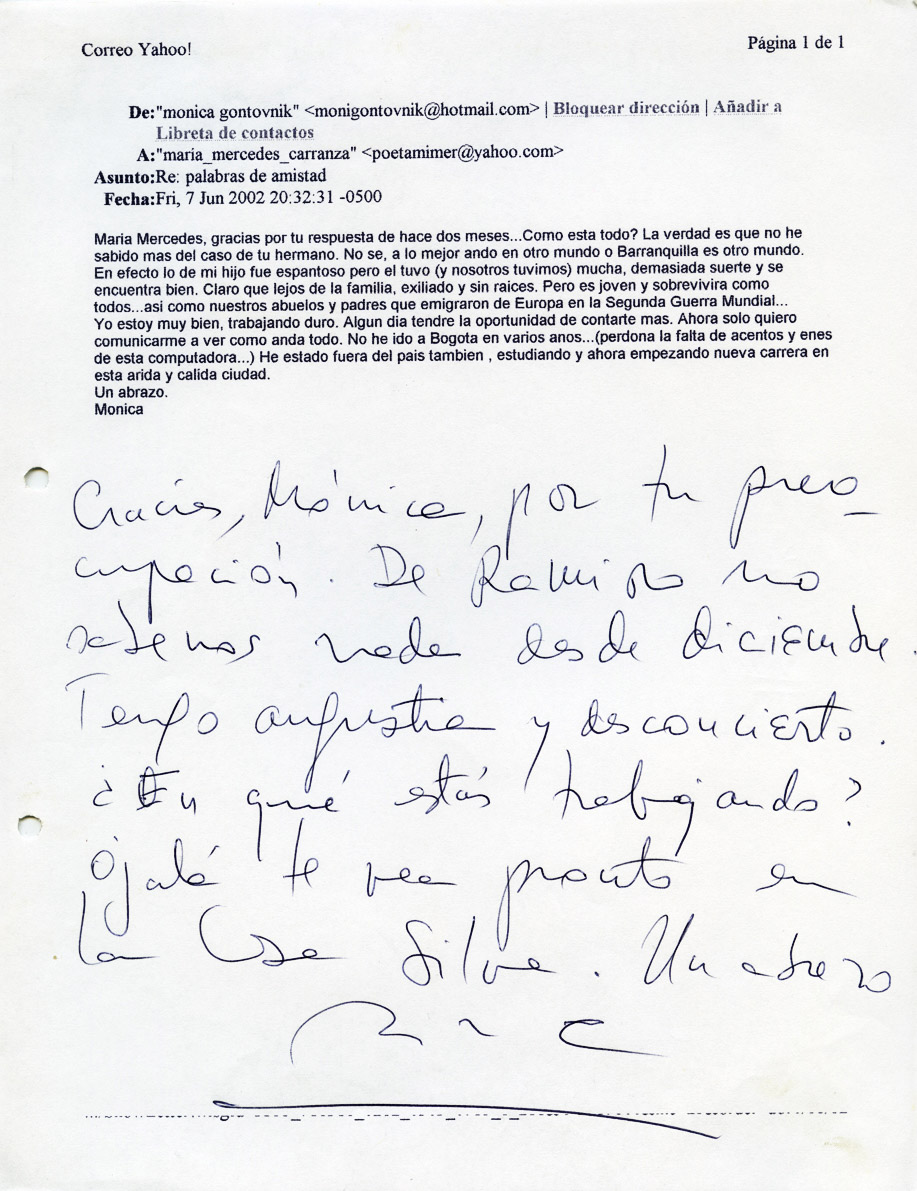 Correo Yahoo!
Página 1 de 1
De:"monica gontovnik" <monigontovnik@hotmail.com> | Bloquear dirección | Añadir a
Libreta de contactos
A:"maria_mercedes_carranza" <poetamimer@yahoo.com>
Asunto:Re: palabras de amistad
Fecha:Fri, 7 Jun 2002 20:32:31 -0500
Maria Mercedes, gracias por tu respuesta de hace dos meses...Como esta todo? La verdad es que no he
sabido mas del caso de tu hermano. No se, a lo mejor ando en otro mundo o Barranquilla es otro mundo.
En efecto lo de mi hijo fue espantoso pero el tuvo (y nosotros tuvimos) mucha, demasiada suerte y se
encuentra bien. Claro que lejos de la familia, exiliado y sin raices. Pero es joven y sobrevivira como
todos...asi como nuestros abuelos y padres que emigraron de Europa en la Segunda Guerra Mundial...
Yo estoy muy bien, trabajando duro. Algun dia tendre la oportunidad de contarte mas. Ahora solo quiero
comunicarme a ver como anda todo. No he ido a Bogota en varios anos...(perdona la falta de acentos y enes
de esta computadora...) He estado fuera del pais tambien , estudiando y ahora empezando nueva carrera en
esta arida y calida ciudad.
Un abrazo.
Monica
Gracias, Mónica, por tu preo-
cupación. De Ramiro no
sabemos nada desde diciembre.
Tengo angustia y desconcierto.
¿En qué estás trabajando?
Ojalá te vea pronto en
la Casa Silva. Un abrazo